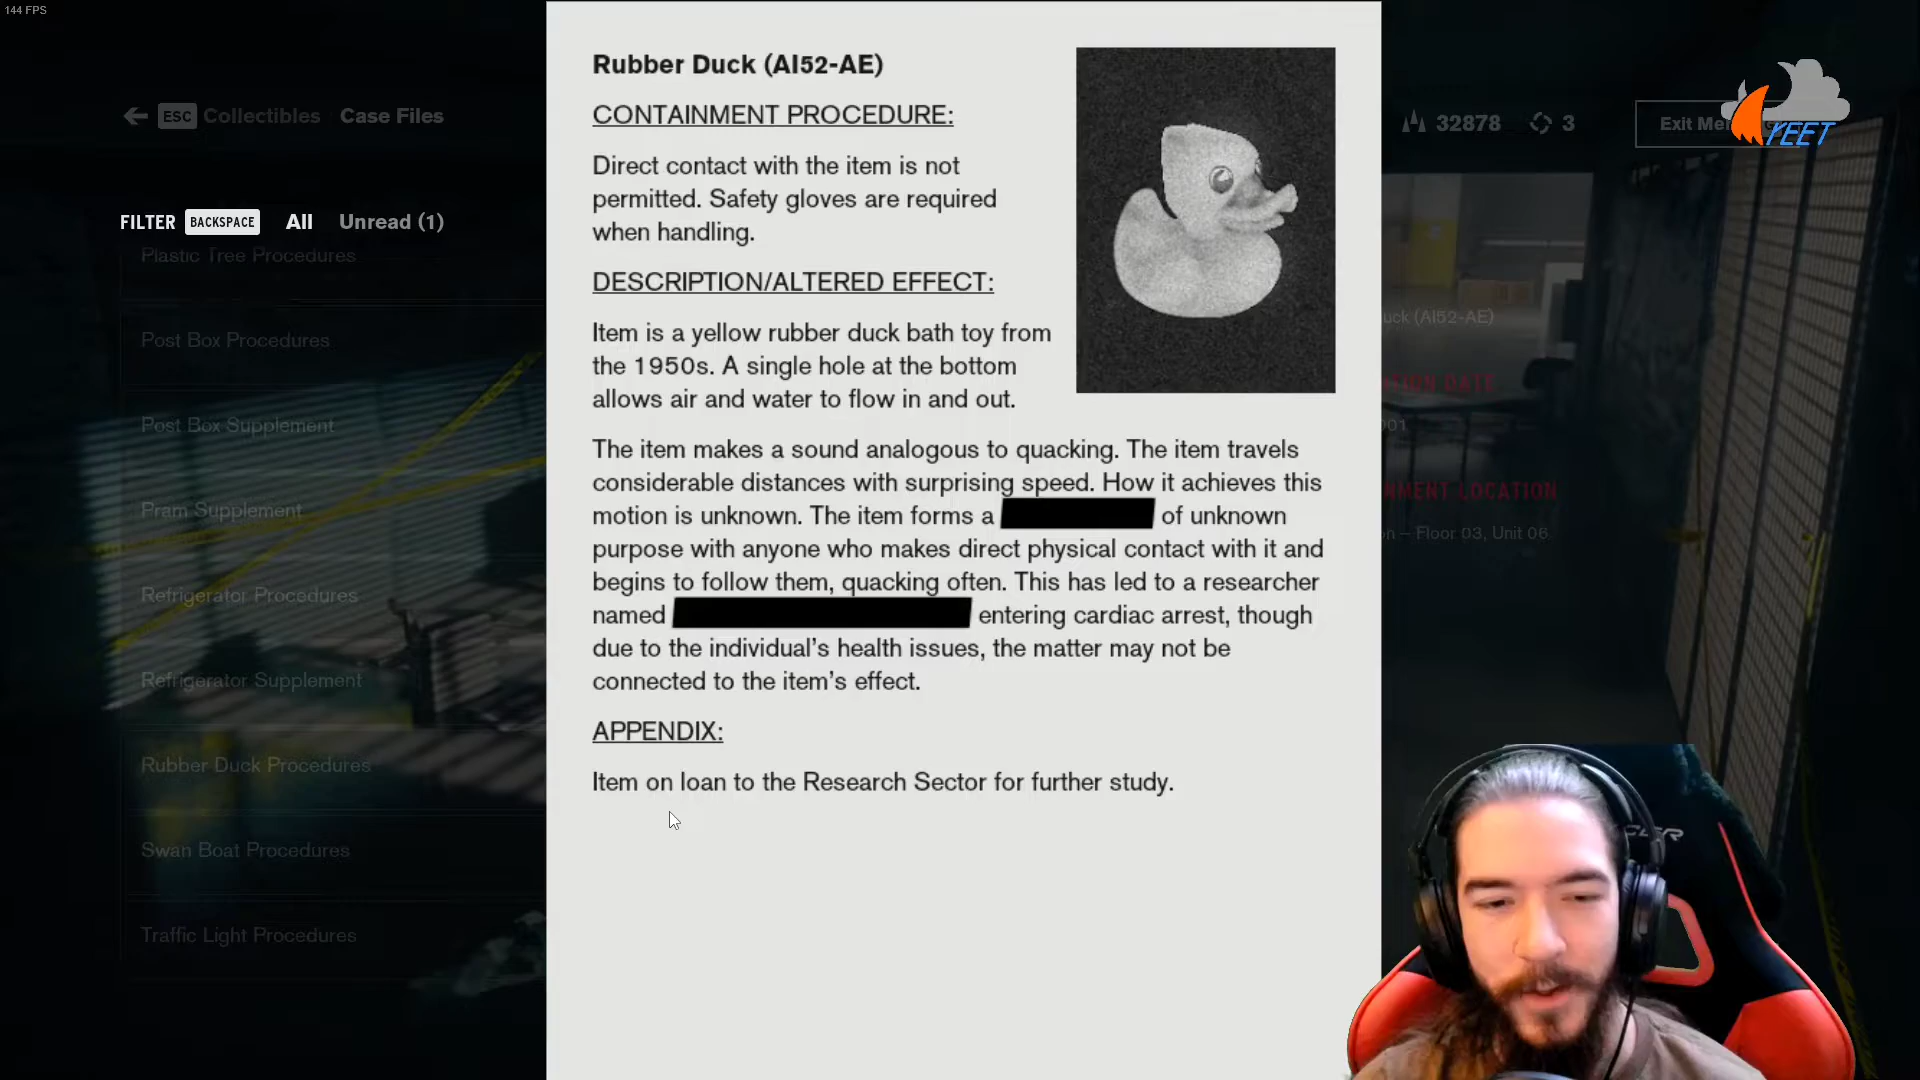 144 FPS
ESC Collectibles Case Files
32878 3
Exit Me
YEET
FILTER BACKSPACE All Unread (1)
Plastic Tree Procedures
Post Box Procedures
Post Box Supplement
Pram Supplement
Refrigerator Procedures
Refrigerator Supplement
Rubber Duck Procedures
Swan Boat Procedures
Traffic Light Procedures
Rubber Duck (AI52-AE)
CONTAINMENT PROCEDURE:
Direct contact with the item is not
permitted. Safety gloves are required
when handling.
DESCRIPTION/ALTERED EFFECT:
Item is a yellow rubber duck bath toy from
the 1950s. A single hole at the bottom
allows air and water to flow in and out.
The item makes a sound analogous to quacking. The item travels
considerable distances with surprising speed. How it achieves this
motion is unknown. The item forms a of unknown
purpose with anyone who makes direct physical contact with it and
begins to follow them, quacking often. This has led to a researcher
named entering cardiac arrest, though
due to the individual's health issues, the matter may not be
connected to the item's effect.
APPENDIX:
Item on loan to the Research Sector for further study.
uck (AI52-AE)
TION DATE
001
NMENT LOCATION
n – Floor 03, Unit 06